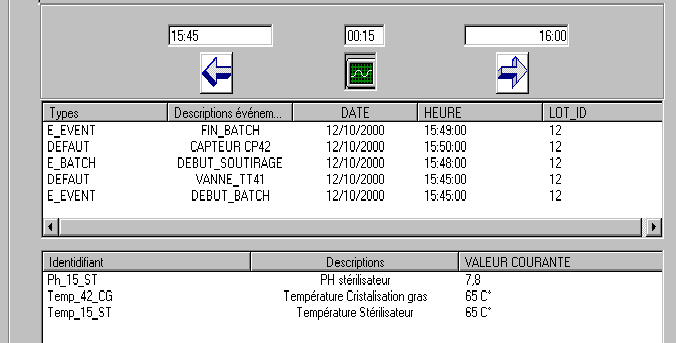 15:45 00:15 16:00
Types Descriptions événem... DATE HEURE LOT_ID
E_EVENT FIN_BATCH 12/10/2000 15:49:00 12
DEFAUT CAPTEUR CP42 12/10/2000 15:50:00 12
E_BATCH DEBUT_SOUTIRAGE 12/10/2000 15:48:00 12
DEFAUT VANNE_TT41 12/10/2000 15:45:00 12
E_EVENT DEBUT_BATCH 12/10/2000 15:45:00 12
Identidifiant Descriptions VALEUR COURANTE
Ph_15_ST PH stérilisateur 7,8
Temp_42_CG Température Cristalisation gras 65 C°
Temp_15_ST Température Stérilisateur 65 C°